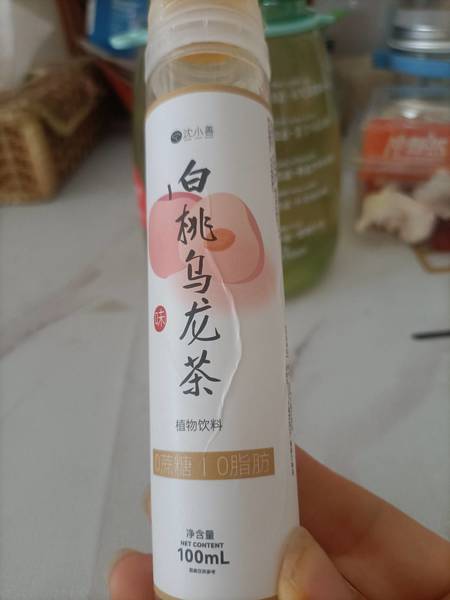 沈小善
白桃乌龙茶
味
植物饮料
0蔗糖 | 0脂肪
净含量
NET CONTENT
100mL